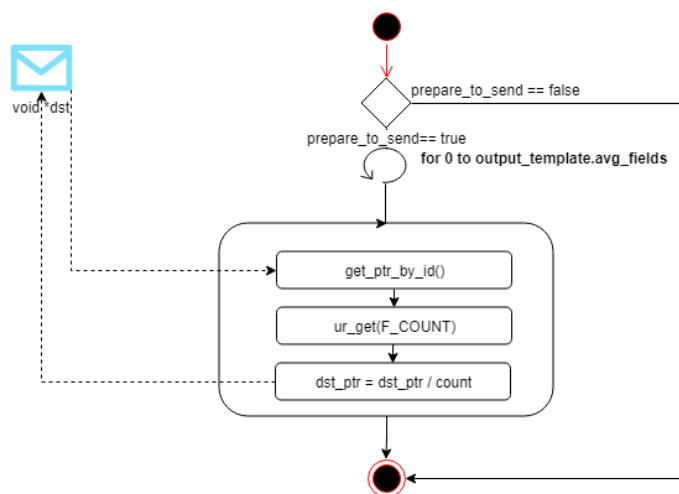 prepare_to_send == false
void *dst
prepare_to_send== true
for 0 to output_template.avg_fields
get_ptr_by_id()
ur_get(F_COUNT)
dst_ptr = dst_ptr / count